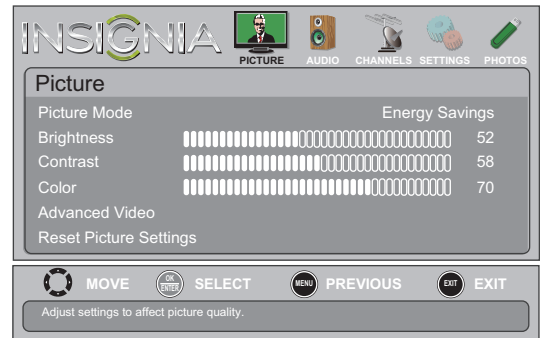 INSIGNIA
PICTURE AUDIO CHANNELS SETTINGS PHOTOS
Picture
Picture Mode Energy Savings
Brightness 52
Contrast 58
Color 70
Advanced Video
Reset Picture Settings
MOVE OK ENTER SELECT MENU PREVIOUS EXIT EXIT
Adjust settings to affect picture quality.